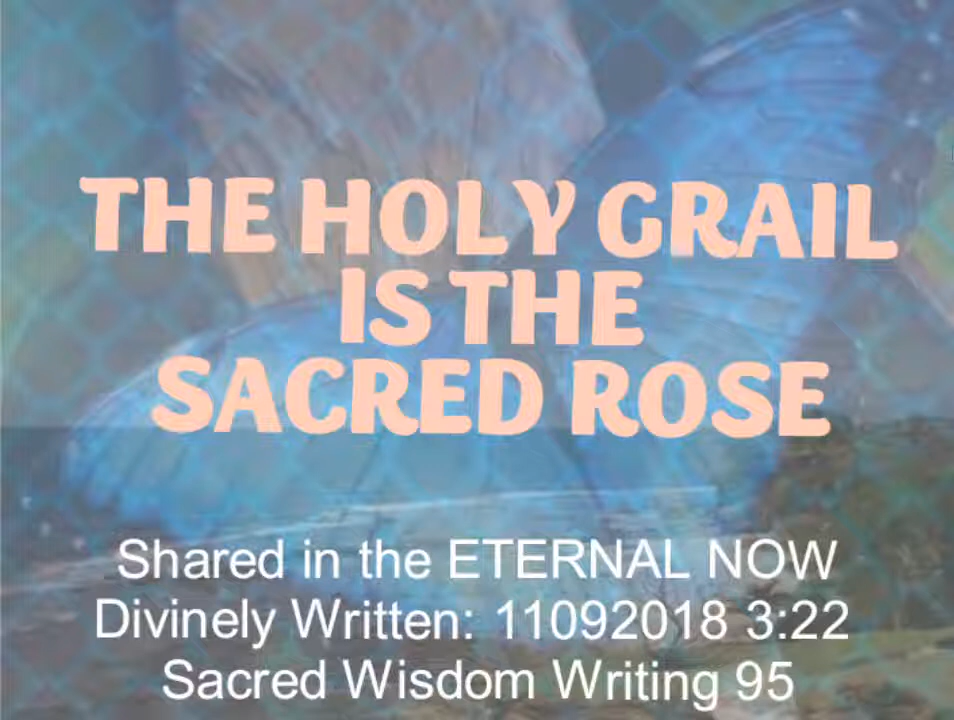 THE HOLY GRAIL
IS THE
SACRED ROSE
Shared in the ETERNAL NOW
Divinely Written: 11092018 3:22
Sacred Wisdom Writing 95